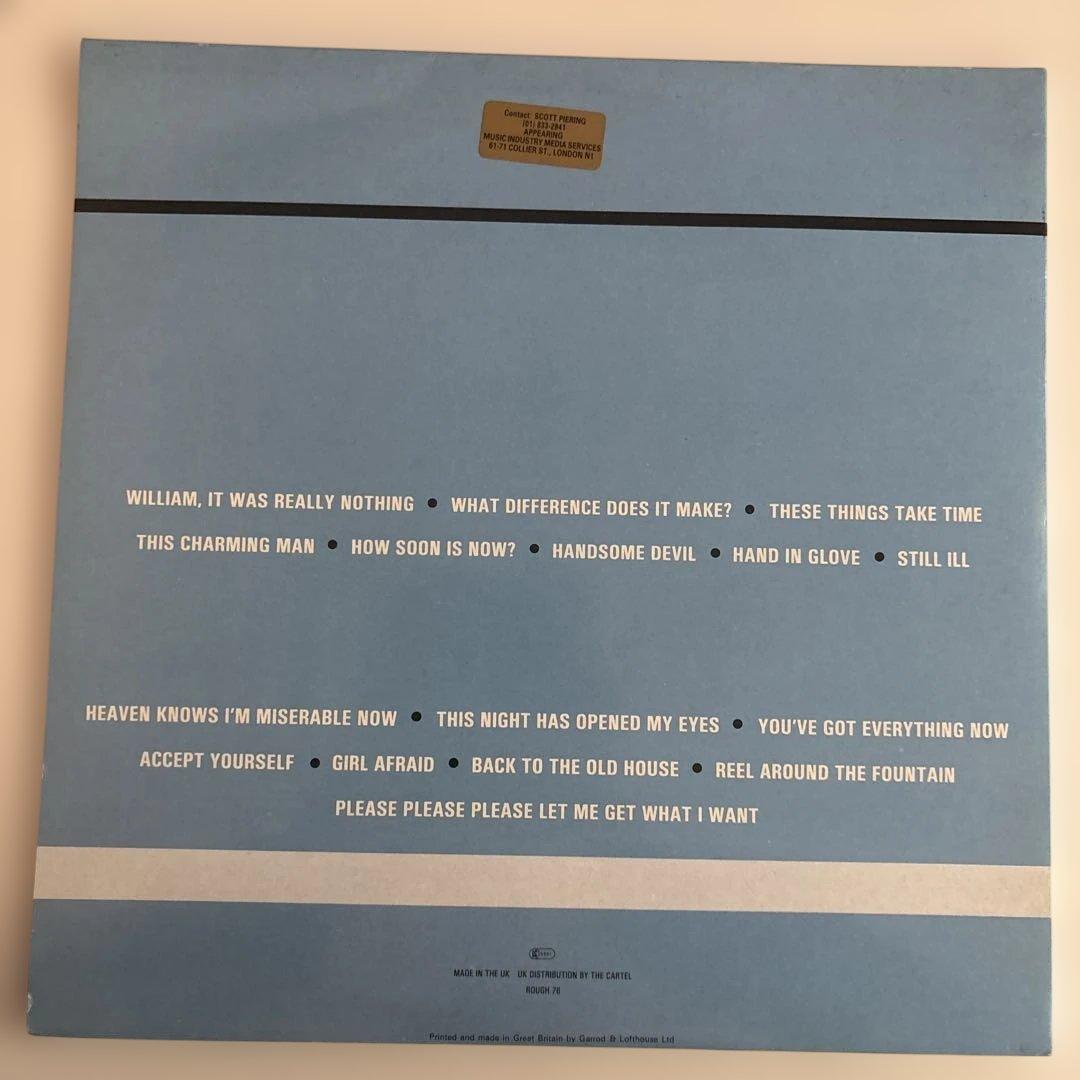 Contact SCOTT PIERING
(01) 833-2841
APPEARING
MUSIC INDUSTRY MEDIA SERVICES
61-71 COLLIER ST., LONDON N1
WILLIAM, IT WAS REALLY NOTHING ● WHAT DIFFERENCE DOES IT MAKE? ● THESE THINGS TAKE TIME
THIS CHARMING MAN ● HOW SOON IS NOW? ● HANDSOME DEVIL ● HAND IN GLOVE ● STILL ILL
HEAVEN KNOWS I'M MISERABLE NOW ● THIS NIGHT HAS OPENED MY EYES ● YOU'VE GOT EVERYTHING NOW
ACCEPT YOURSELF ● GIRL AFRAID ● BACK TO THE OLD HOUSE ● REEL AROUND THE FOUNTAIN
PLEASE PLEASE PLEASE LET ME GET WHAT I WANT
MADE IN THE UK UK DISTRIBUTION BY THE CARTEL
ROUGH 76
Printed and made in Great Britain by Garrod & Lofthouse Ltd